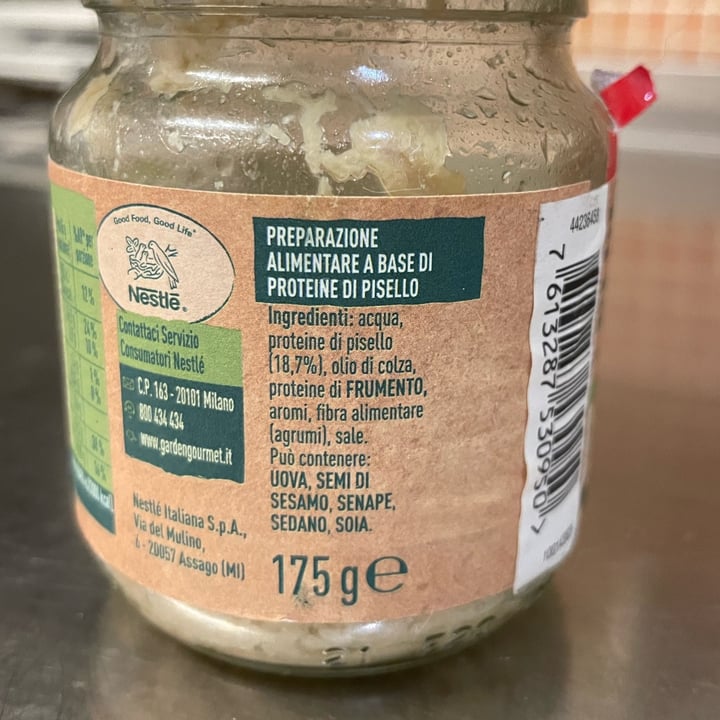 Good Food, Good Life
Nestlé®
Contattaci Servizio
Consumatori Nestlé
C.P. 163 - 20101 Milano
800 434 434
www.gardengourmet.it
Nestlé Italiana S.p.A.,
Via del Mulino,
6 - 20057 Assago (MI)
PREPARAZIONE
ALIMENTARE A BASE DI
PROTEINE DI PISELLO
Ingredienti: acqua,
proteine di pisello
(18,7%), olio di colza,
proteine di FRUMENTO,
aromi, fibra alimentare
(agrumi), sale.
Può contenere:
UOVA, SEMI DI
SESAMO, SENAPE,
SEDANO, SOIA.
175 g e
7 613287 530950
12%